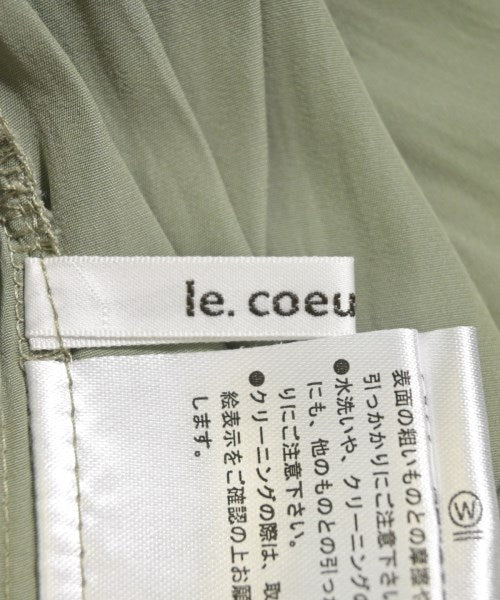 le. coeu
Ⓦ
表面の粗いものとの摩擦や
引っかかりにご注意下さい
●水洗いや、クリーニングの
にも、他のものとの引っか
りにご注意下さい。
●クリーニングの際は、取
絵表示をご確認の上お願
します。